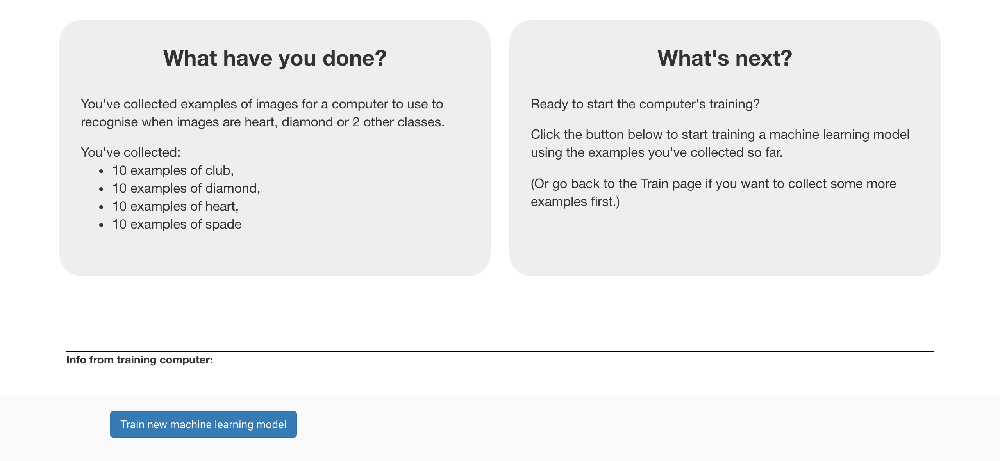 What have you done?
You've collected examples of images for a computer to use to
recognise when images are heart, diamond or 2 other classes.
You've collected:
• 10 examples of club,
• 10 examples of diamond,
• 10 examples of heart,
• 10 examples of spade
What's next?
Ready to start the computer's training?
Click the button below to start training a machine learning model
using the examples you've collected so far.
(Or go back to the Train page if you want to collect some more
examples first.)
Info from training computer:
Train new machine learning model